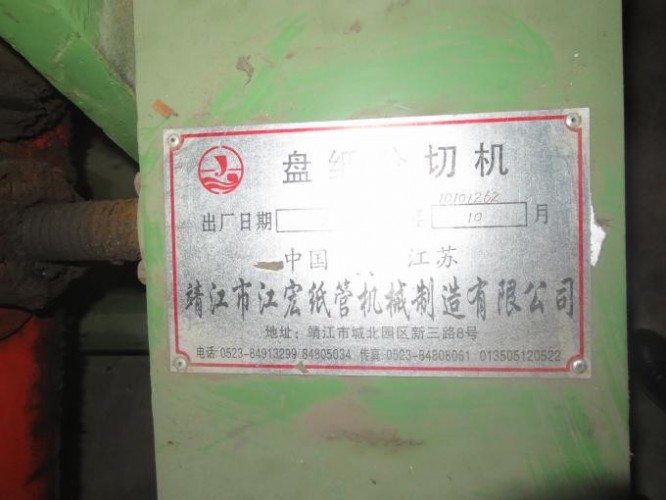 盘纸分切机
10101262
出厂日期 年 10 月
中国 江苏
靖江市江宏纸管机械制造有限公司
地址：靖江市城北园区新三路8号
电话：0523-84913299 84805034 传真：0523-84808061 013505120522